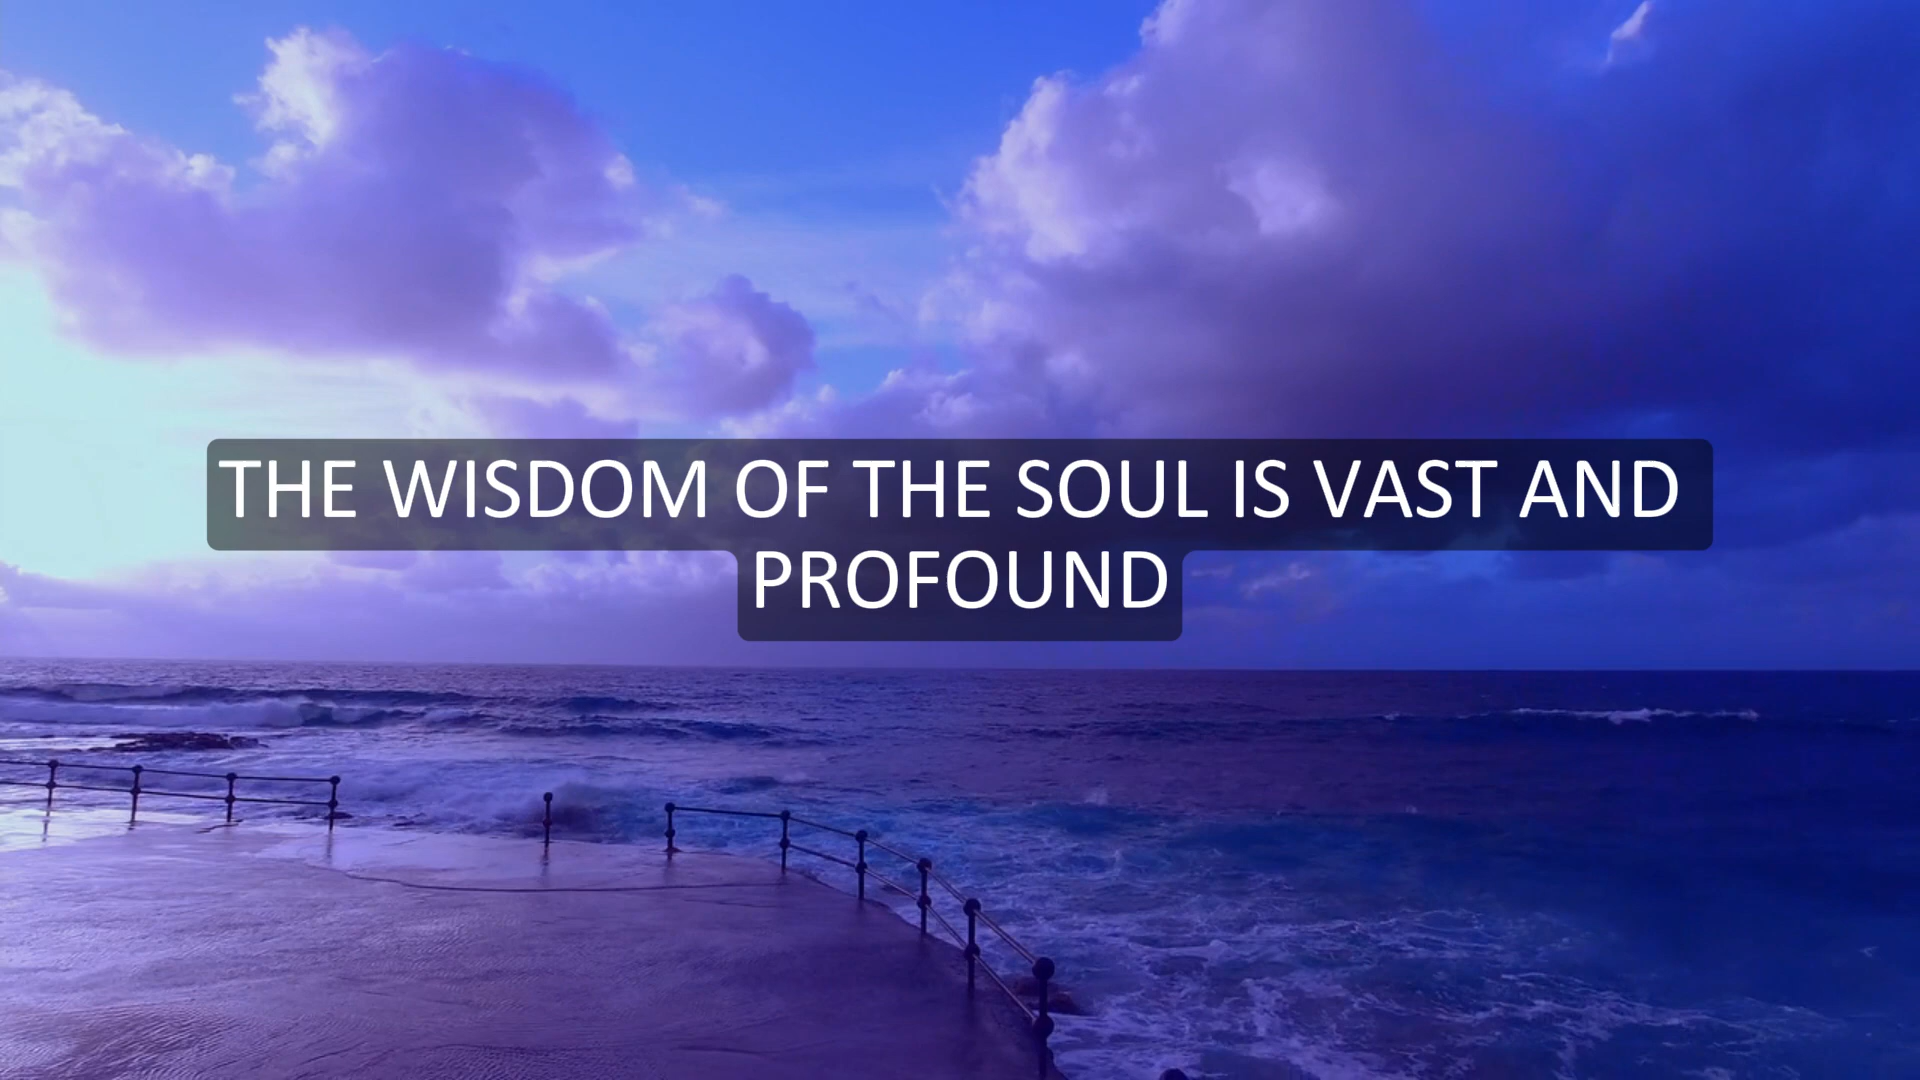 THE WISDOM OF THE SOUL IS VAST AND
PROFOUND